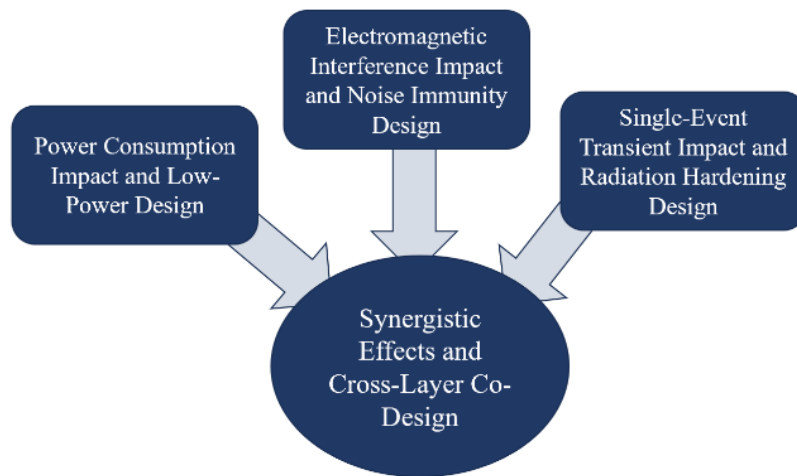 Electromagnetic
Interference Impact
and Noise Immunity
Design
Power Consumption
Impact and Low-
Power Design
Single-Event
Transient Impact and
Radiation Hardening
Design
Synergistic
Effects and
Cross-Layer Co-
Design